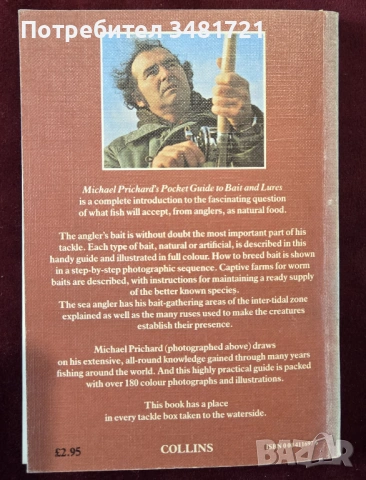 Потребител 3481761
Michael Prichard's Pocket Guide to Bait and Lures
is a complete introduction to the fascinating question
of what fish will accept, from anglers, as natural food.
The angler's bait is without doubt the most important part of his
tackle. Each type of bait, natural or artificial, is described in this
handy guide and illustrated in full colour. How to breed bait is shown
in a step-by-step photographic sequence. Captive farms for worm
baits are described, with instructions for maintaining a ready supply
of the better known species.
The sea angler has his bait-gathering areas of the inter-tidal zone
explained as well as the many ruses used to make the creatures
establish their presence.
Michael Prichard (photographed above) draws
on his extensive, all-round knowledge gained through many years
fishing around the world. And this highly practical guide is packed
with over 180 colour photographs and illustrations.
This book has a place
in every tackle box taken to the waterside.
£2.95
COLLINS
ISBN 0 0
bazar